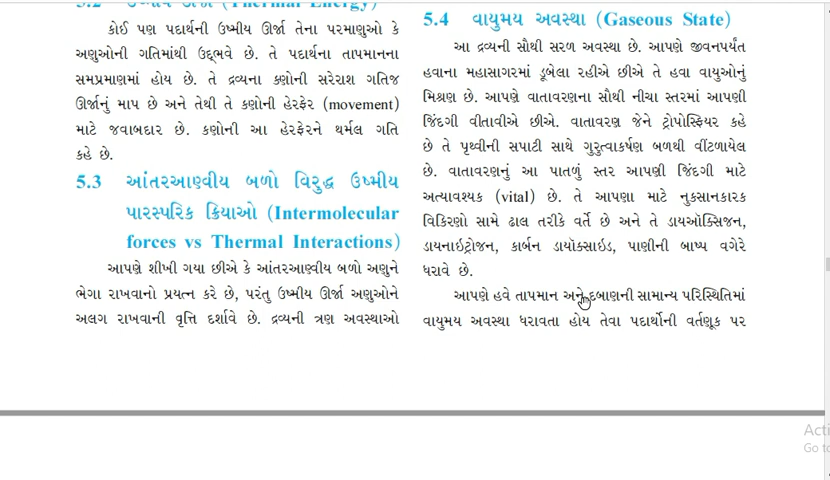 કોઈ પણ પદાર્થની ઉષ્મીય ઊર્જા તેના પરમાણુઓ કે
અણુઓની ગતિમાંથી ઉદ્દભવે છે. તે પદાર્થના તાપમાનના
સમપ્રમાણમાં હોય છે. તે દ્રવ્યના કણોની સરેરાશ ગતિજ
ઊર્જાનું માપ છે અને તેથી તે કણોની હેરફેર (movement)
માટે જવાબદાર છે. કણોની આ હેરફેરને થર્મલ ગતિ
કહે છે.
5.3 આંતરઆણ્વીય બળો વિરુદ્ધ ઉષ્મીય
પારસ્પરિક ક્રિયાઓ (Intermolecular
forces vs Thermal Interactions)
આપણે શીખી ગયા છીએ કે આંતરઆણ્વીય બળો અણુને
ભેગા રાખવાનો પ્રયત્ન કરે છે, પરંતુ ઉષ્મીય ઊર્જા અણુઓને
અલગ રાખવાની વૃત્તિ દર્શાવે છે. દ્રવ્યની ત્રણ અવસ્થાઓ
5.4 વાયુમય અવસ્થા (Gaseous State)
આ દ્રવ્યની સૌથી સરળ અવસ્થા છે. આપણે જીવનપર્યંત
હવાના મહાસાગરમાં ડૂબેલા રહીએ છીએ તે હવા વાયુઓનું
મિશ્રણ છે. આપણે વાતાવરણના સૌથી નીચા સ્તરમાં આપણી
જિંદગી વીતાવીએ છીએ. વાતાવરણ જેને ટ્રોપોસ્ફિયર કહે
છે તે પૃથ્વીની સપાટી સાથે ગુરુત્વાકર્ષણ બળથી વીંટળાયેલ
છે. વાતાવરણનું આ પાતળું સ્તર આપણી જિંદગી માટે
અત્યાવશ્યક (vital) છે. તે આપણા માટે નુકસાનકારક
વિકિરણો સામે ઢાલ તરીકે વર્તે છે અને તે ડાયઑક્સિજન,
ડાયનાઇટ્રોજન, કાર્બન ડાયૉક્સાઇડ, પાણીની બાષ્પ વગેરે
ધરાવે છે.
આપણે હવે તાપમાન અને દબાણની સામાન્ય પરિસ્થિતિમાં
વાયુમય અવસ્થા ધરાવતા હોય તેવા પદાર્થોની વર્તણૂક પર